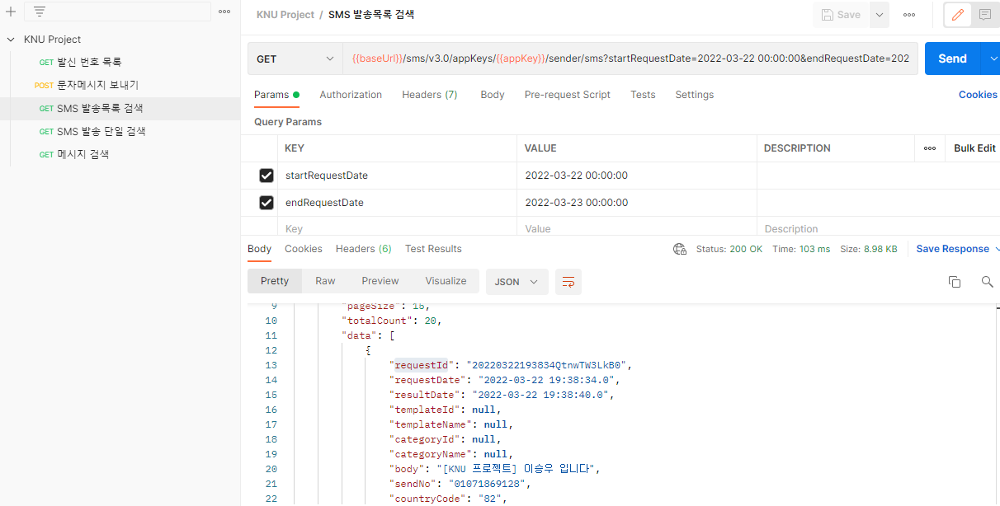 KNU Project
GET 발신 번호 목록
POST 문자메시지 보내기
GET SMS 발송목록 검색
GET SMS 발송 단일 검색
GET 메시지 검색
KNU Project / SMS 발송목록 검색
Save
GET
{{baseUrl}}/sms/v3.0/appKeys/{{appKey}}/sender/sms?startRequestDate=2022-03-22 00:00:00&endRequestDate=202
Send
Params Authorization Headers (7) Body Pre-request Script Tests Settings Cookies
Query Params
KEY VALUE DESCRIPTION Bulk Edit
startRequestDate 2022-03-22 00:00:00
endRequestDate 2022-03-23 00:00:00
Key Value Description
Body Cookies Headers (6) Test Results Status: 200 OK Time: 103 ms Size: 8.98 KB Save Response
Pretty Raw Preview Visualize JSON
9 "pageSize": 15,
10 "totalCount": 20,
11 "data": [
12 {
13 "requestId": "20220322193834QtnwTW3LkB0",
14 "requestDate": "2022-03-22 19:38:34.0",
15 "resultDate": "2022-03-22 19:38:40.0",
16 "templateId": null,
17 "templateName": null,
18 "categoryId": null,
19 "categoryName": null,
20 "body": "[KNU 프로젝트] 이승우 입니다",
21 "sendNo": "01071869128",
22 "countryCode": "82",